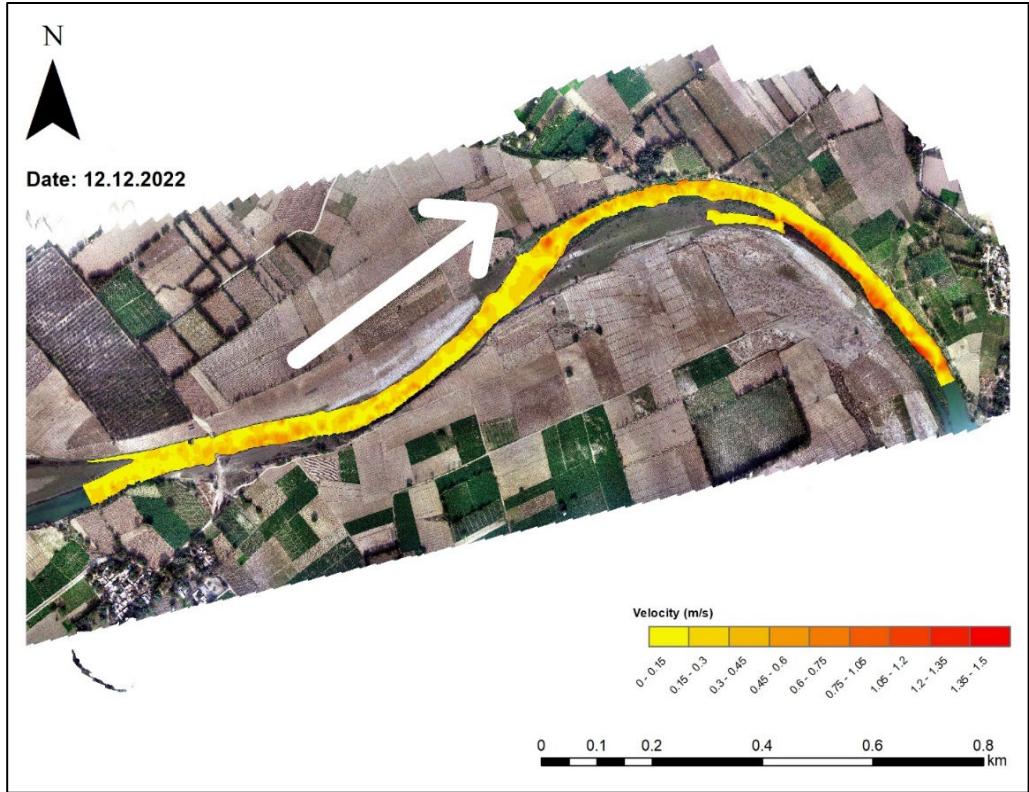 N
Date: 12.12.2022
Velocity (m/s)
0 - 0.15
0.15 - 0.3
0.3 - 0.45
0.45 - 0.6
0.6 - 0.75
0.75 - 1.05
1.05 - 1.2
1.2 - 1.35
1.35 - 1.5
0 0.1 0.2 0.4 0.6 0.8
km